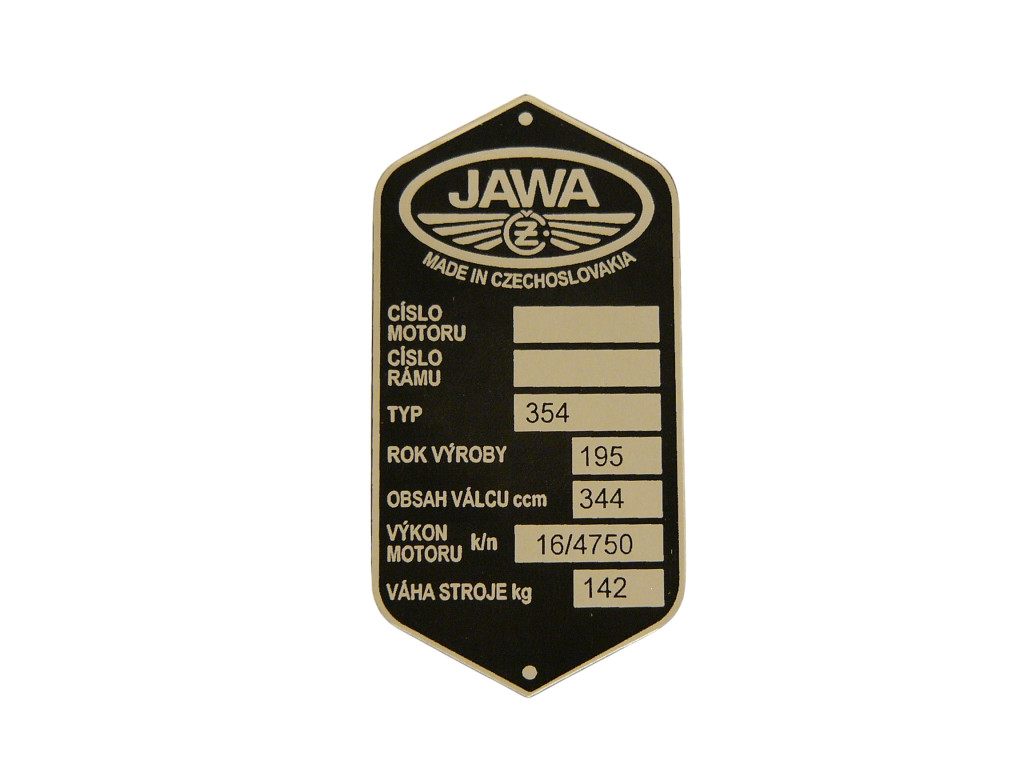 JAWA
ČZ
MADE IN CZECHOSLOVAKIA
CÍSLO
MOTORU
CÍSLO
RÁMU
TYP 354
ROK VÝROBY 195
OBSAH VÁLCU ccm 344
VÝKON
MOTORU k/n 16/4750
VÁHA STROJE kg 142